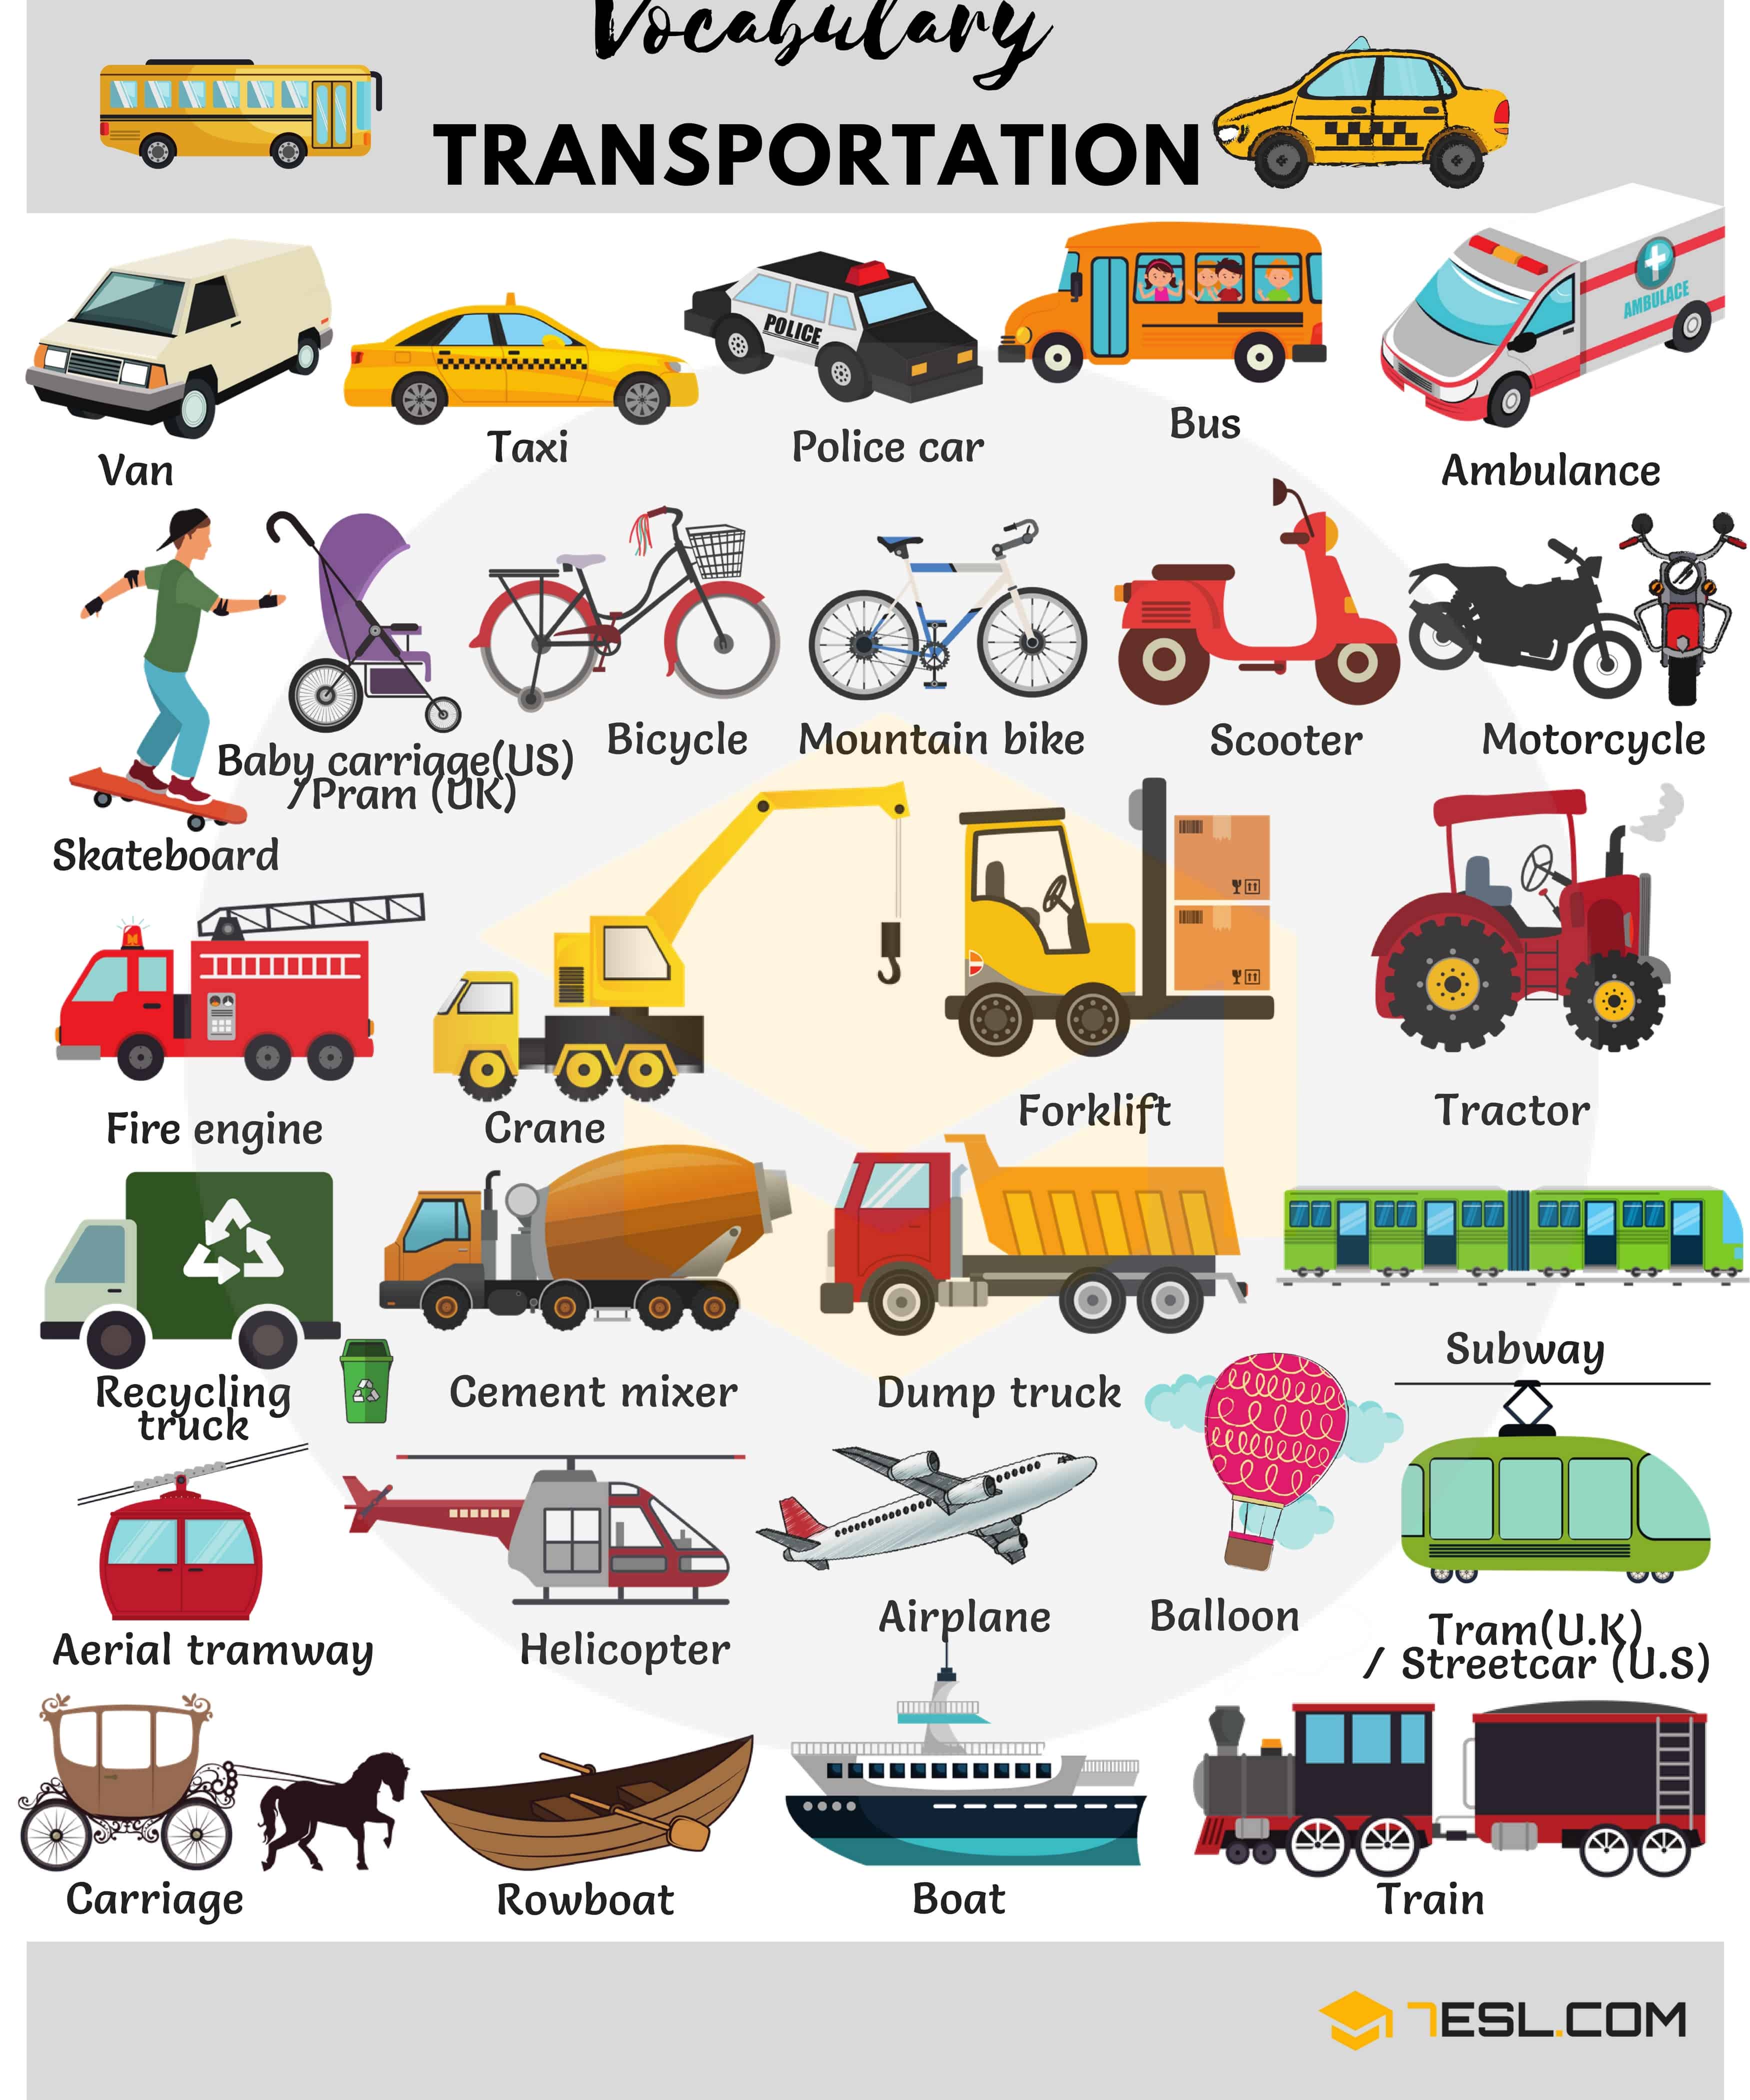 Vocabulary
TRANSPORTATION
POLICE
AMBULACE
Van
Taxi
Police car
Bus
Ambulance
Baby carriage(US)
/Pram (UK)
Bicycle
Mountain bike
Scooter
Motorcycle
Skateboard
Fire engine
Crane
Forklift
Tractor
Recycling
truck
Cement mixer
Dump truck
Subway
Aerial tramway
Helicopter
Airplane
Balloon
Tram(U.K)
/ Streetcar (U.S)
Carriage
Rowboat
Boat
Train
7ESL.COM